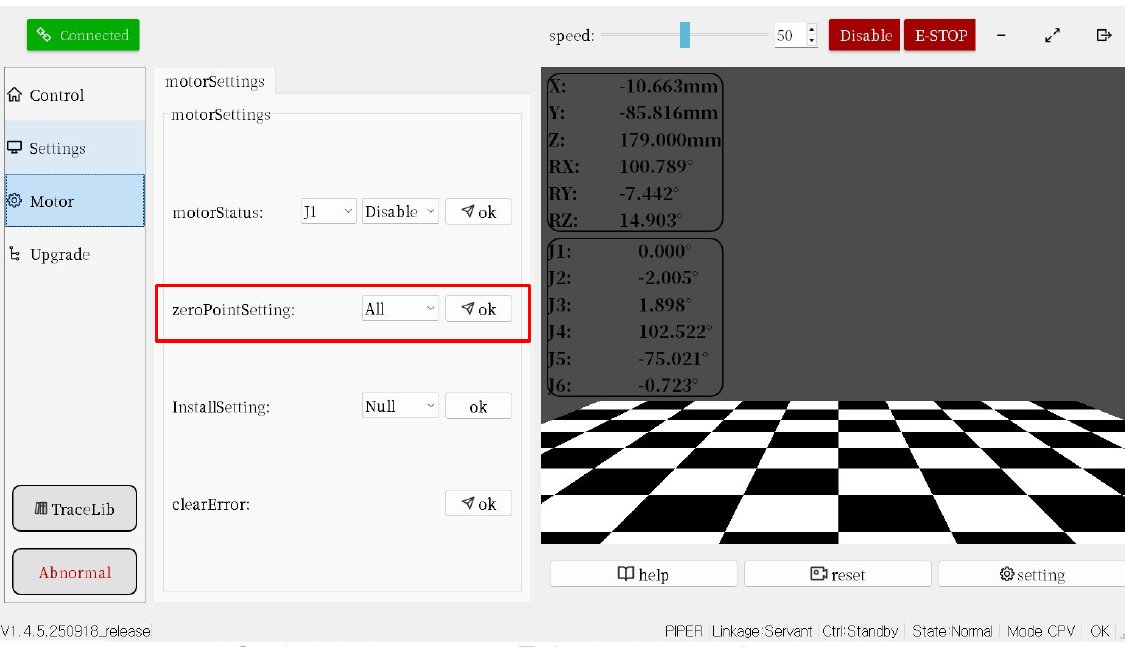 Connected
speed: 50 Disable E-STOP
Control
Settings
Motor
Upgrade
TraceLib
Abnormal
motorSettings
motorSettings
motorStatus: J1 Disable ok
zeroPointSetting: All ok
InstallSetting: Null ok
clearError: ok
X: -10.663mm
Y: -85.816mm
Z: 179.000mm
RX: 100.789°
RY: -7.442°
RZ: 14.903°
J1: 0.000°
J2: -2.005°
J3: 1.898°
J4: 102.522°
J5: -75.021°
J6: -0.723°
help reset setting
V1.4.5.250918_release
PIPER Linkage:Servant Ctrl:Standby State:Normal Mode CPV OK